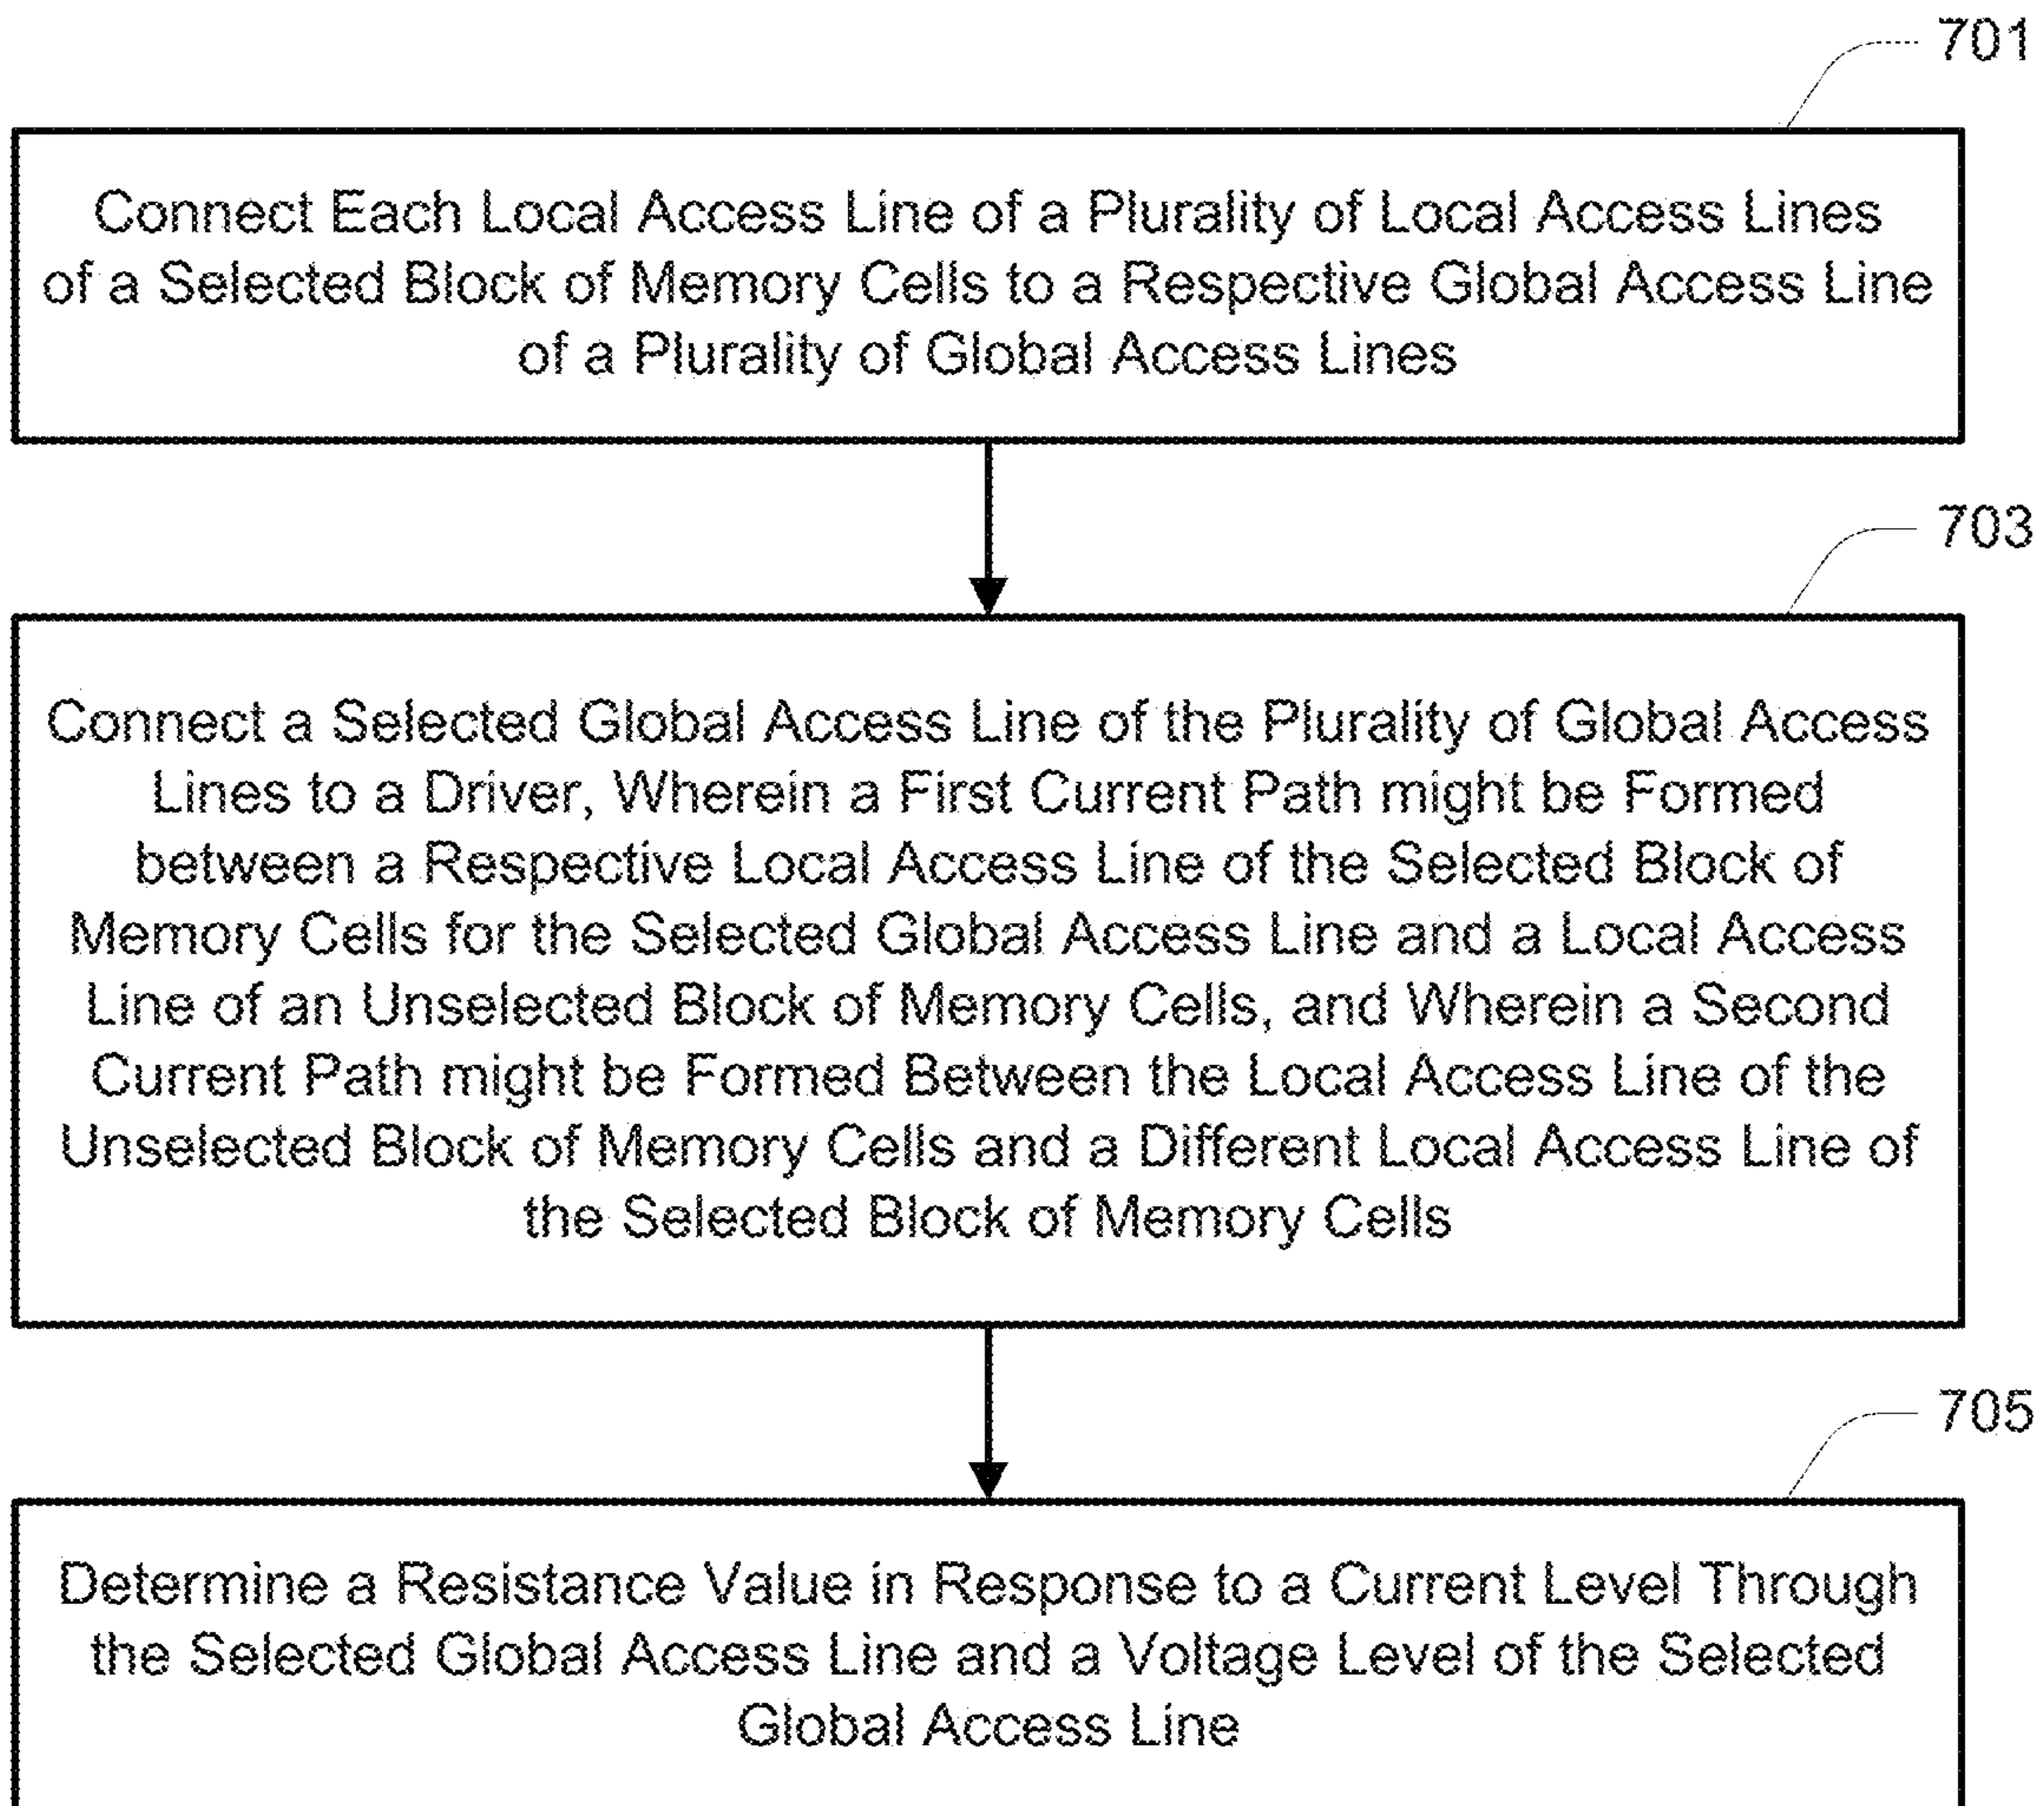 701
Connect Each Local Access Line of a Plurality of Local Access Lines
of a Selected Block of Memory Cells to a Respective Global Access Line
of a Plurality of Global Access Lines
703
Connect a Selected Global Access Line of the Plurality of Global Access
Lines to a Driver, Wherein a First Current Path might be Formed
between a Respective Local Access Line of the Selected Block of
Memory Cells for the Selected Global Access Line and a Local Access
Line of an Unselected Block of Memory Cells, and Wherein a Second
Current Path might be Formed Between the Local Access Line of the
Unselected Block of Memory Cells and a Different Local Access Line of
the Selected Block of Memory Cells
705
Determine a Resistance Value in Response to a Current Level Through
the Selected Global Access Line and a Voltage Level of the Selected
Global Access Line